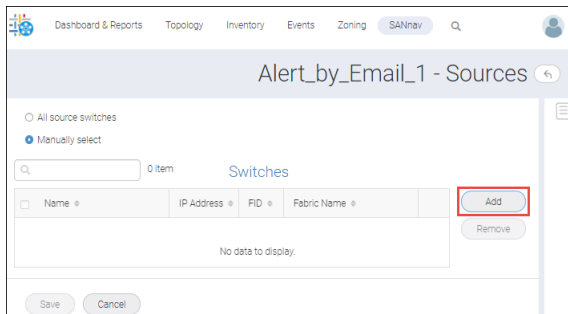 Dashboard & Reports Topology Inventory Events Zoning SANnav
Alert_by_Email_1 - Sources
All source switches
Manually select
0 Item Switches
Name IP Address FID Fabric Name
Add
Remove
No data to display.
Save Cancel